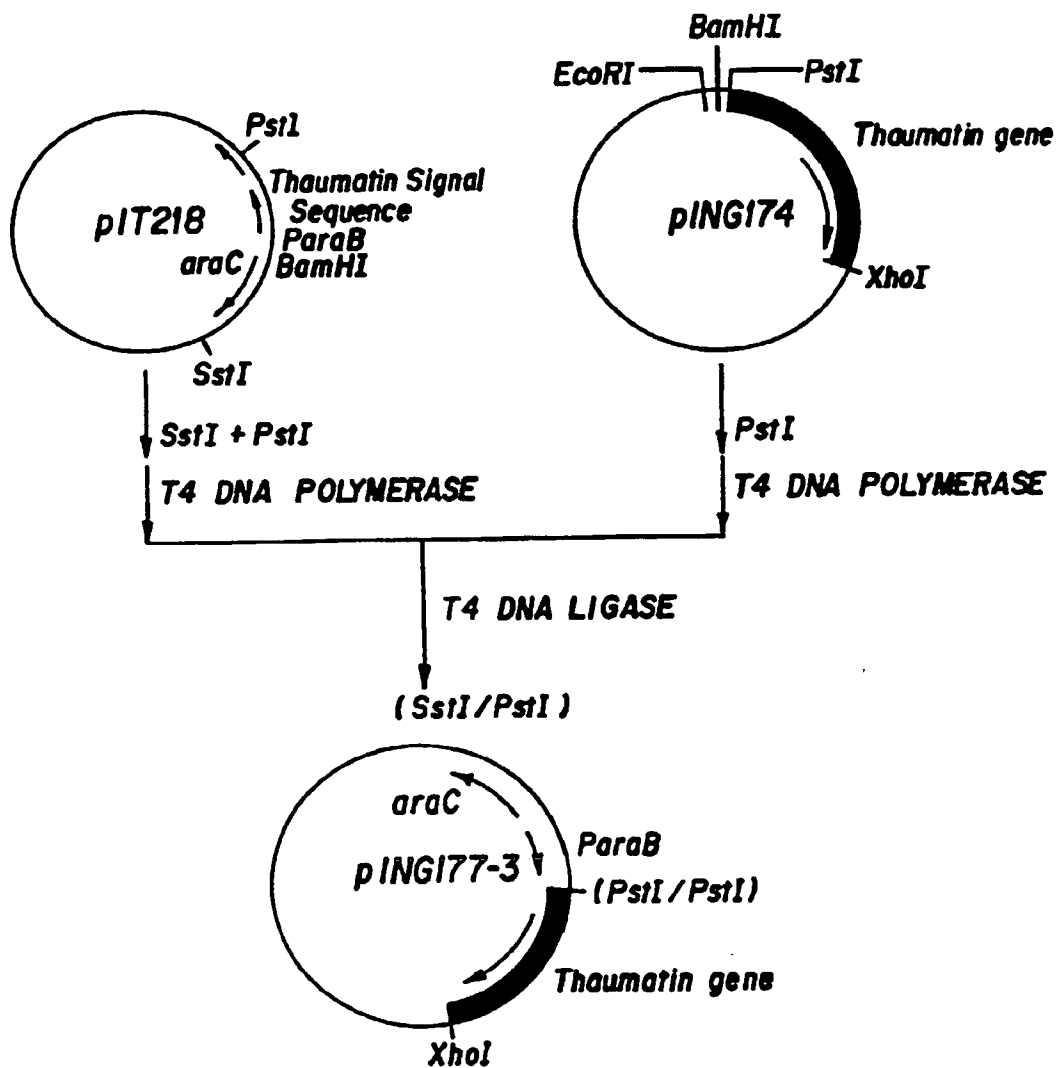 BamHI
EcoRI
PstI
PstI
Thaumatin gene
Thaumatin Signal
Sequence
pIT218
ParaB
araC
BamHI
pING174
XhoI
SstI
SstI + PstI
PstI
T4 DNA POLYMERASE
T4 DNA POLYMERASE
T4 DNA LIGASE
(SstI/PstI)
araC
ParaB
pING177-3
(PstI/PstI)
Thaumatin gene
XhoI